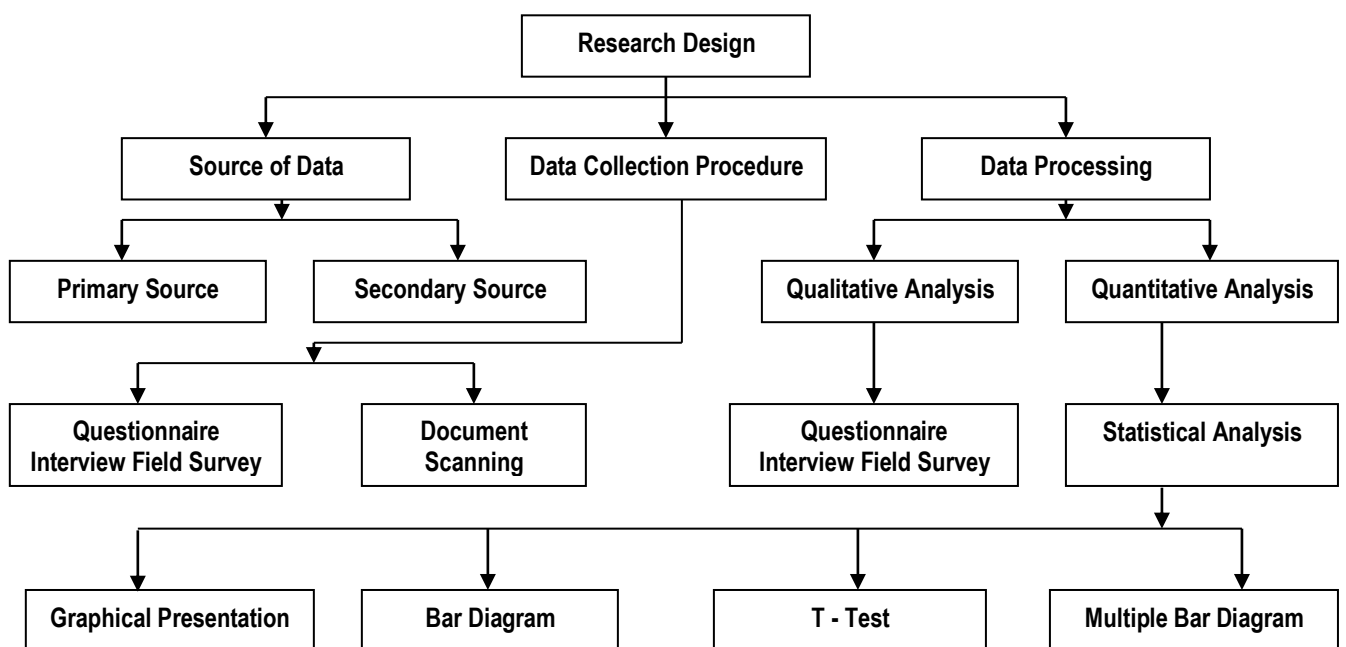 Research Design
Source of Data
Data Collection Procedure
Data Processing
Primary Source
Secondary Source
Qualitative Analysis
Quantitative Analysis
Questionnaire
Interview Field Survey
Document
Scanning
Questionnaire
Interview Field Survey
Statistical Analysis
Graphical Presentation
Bar Diagram
T - Test
Multiple Bar Diagram